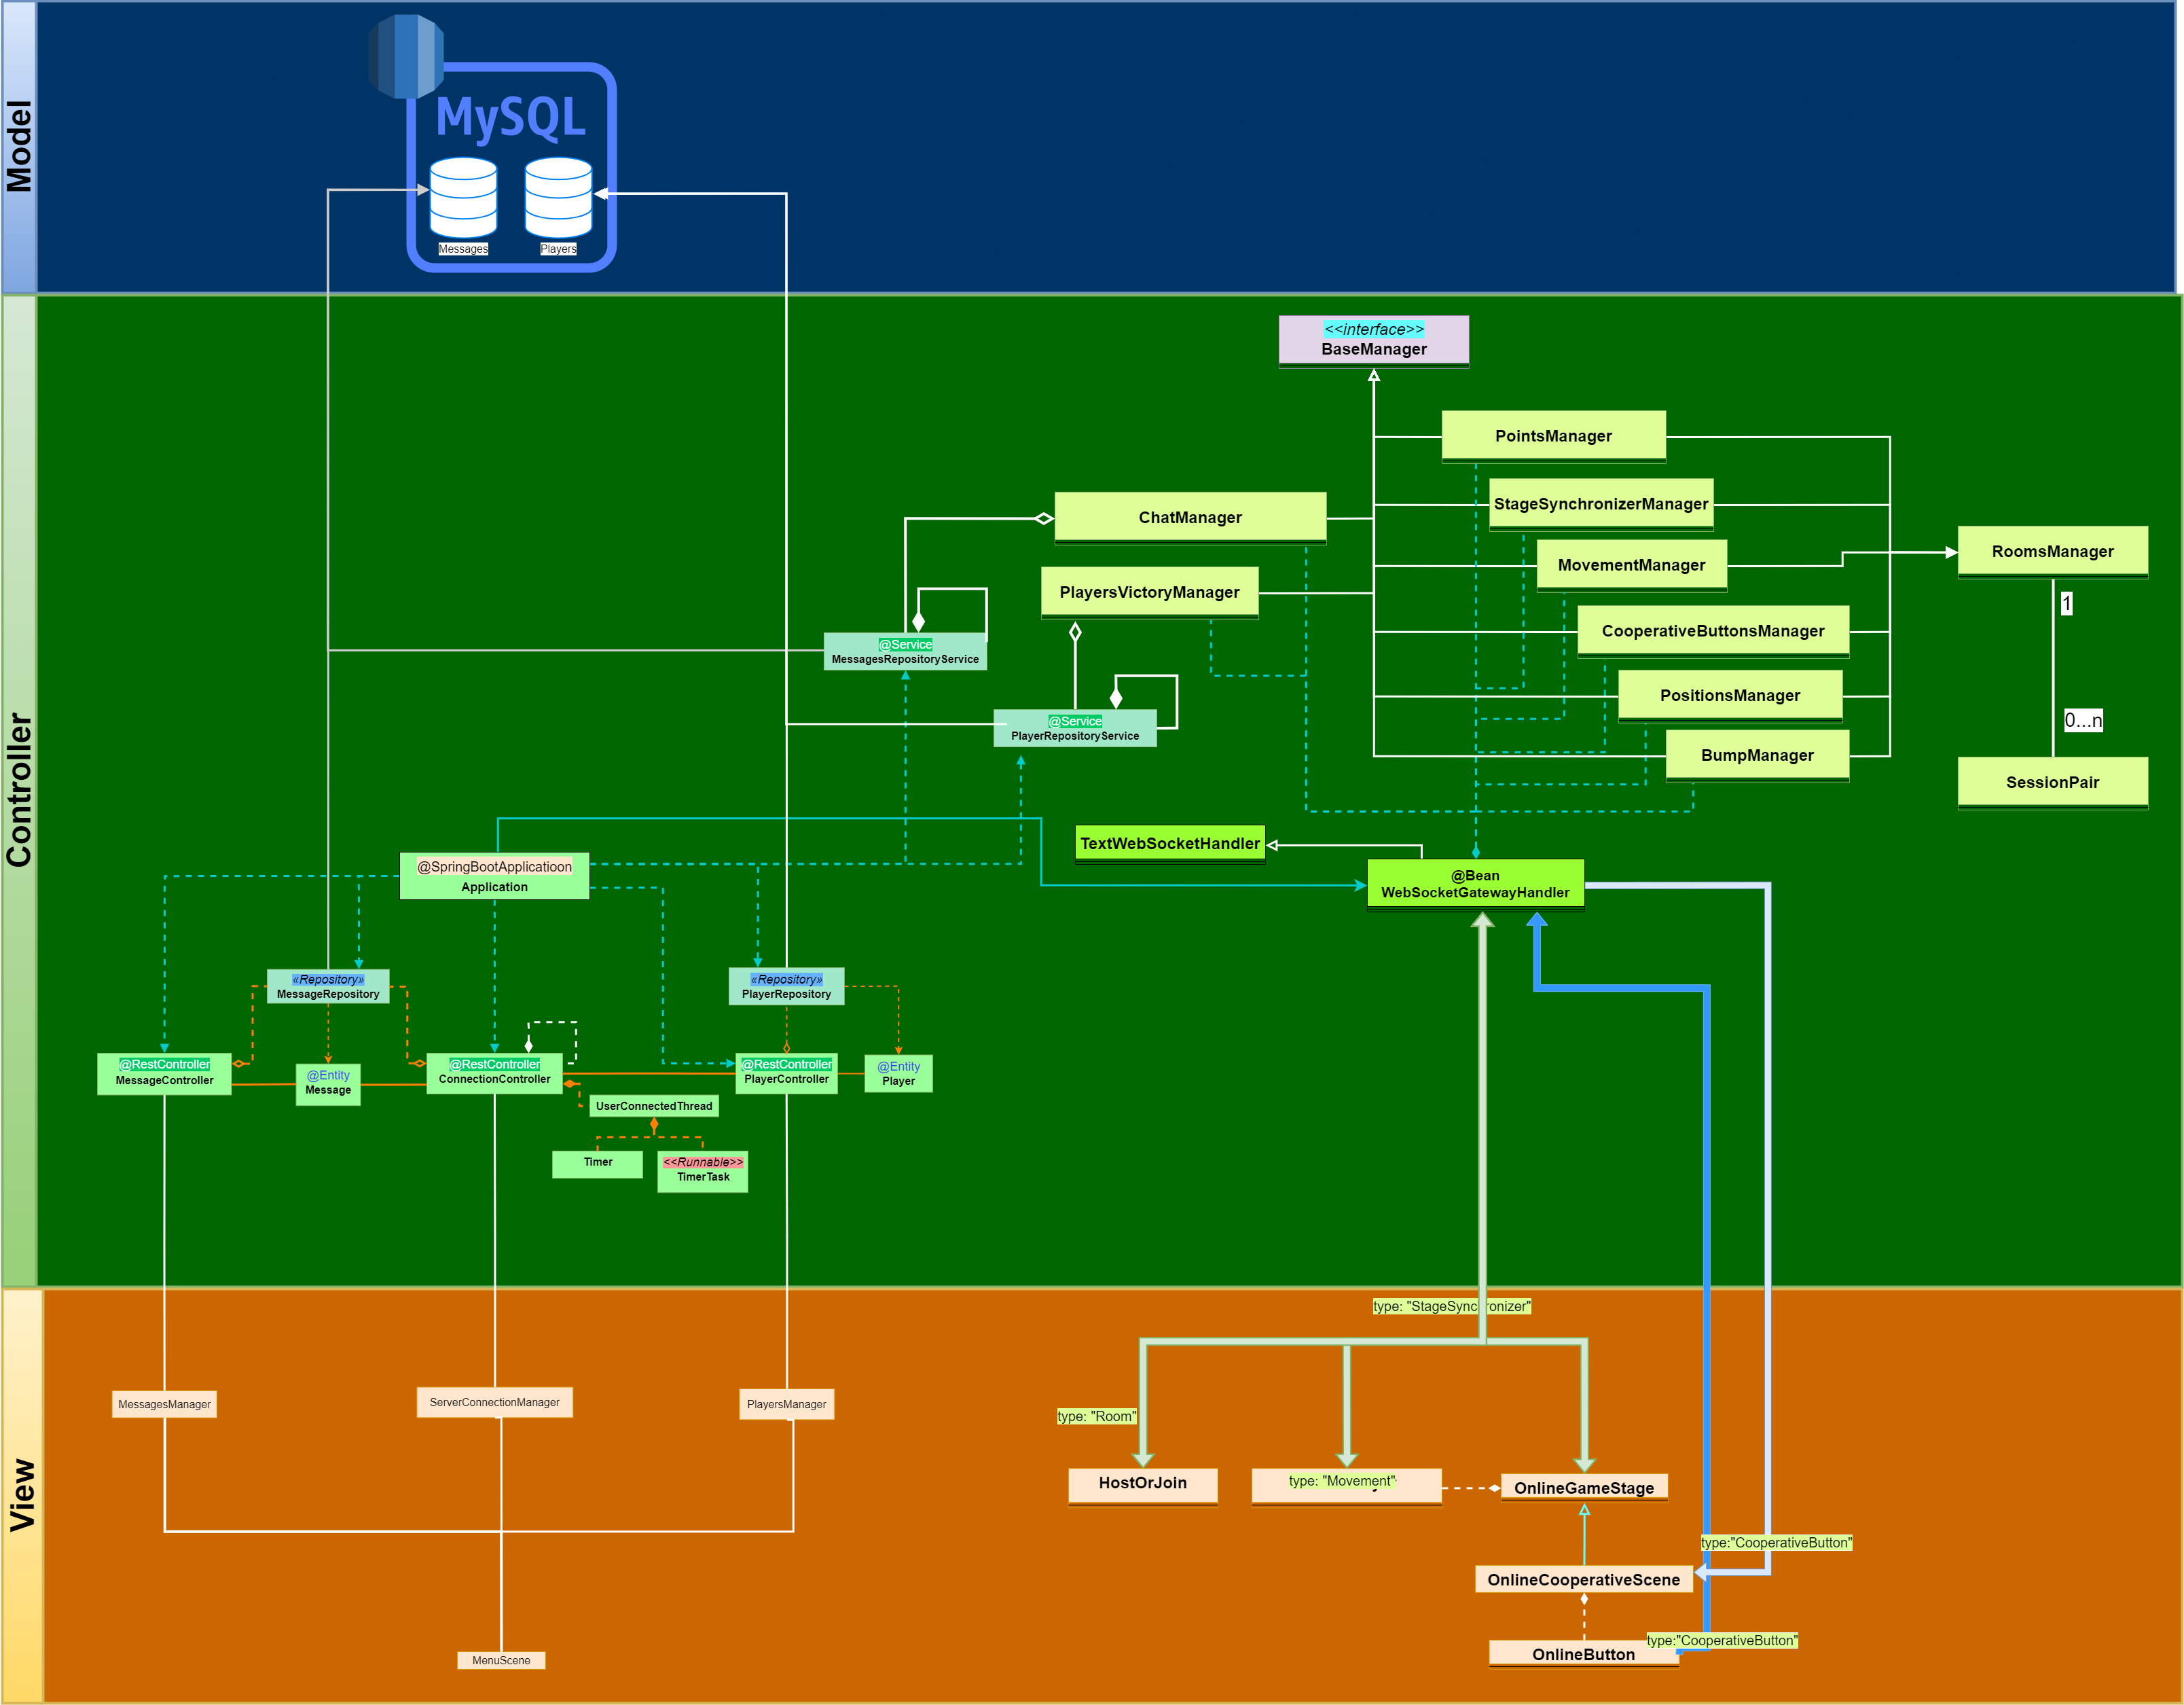 Model
MySQL
Messages
Players
Controller
<<interface>>
BaseManager
PointsManager
StageSynchronizerManager
ChatManager
MovementManager
RoomsManager
PlayersVictoryManager
1
CooperativeButtonsManager
@Service
MessagesRepositoryService
PositionsManager
0...n
@Service
PlayerRepositoryService
BumpManager
SessionPair
TextWebSocketHandler
@SpringBootApplicatioon
Application
@Bean
WebSocketGatewayHandler
«Repository»
MessageRepository
«Repository»
PlayerRepository
@RestController
MessageController
@Entity
Message
@RestController
ConnectionController
@RestController
PlayerController
@Entity
Player
UserConnectedThread
Timer
<<Runnable>>
TimerTask
View
type: "StageSynchronizer"
MessagesManager
ServerConnectionManager
PlayersManager
type: "Room"
HostOrJoin
type: "Movement"
OnlineGameStage
type:"CooperativeButton"
OnlineCooperativeScene
type:"CooperativeButton"
OnlineButton
MenuScene